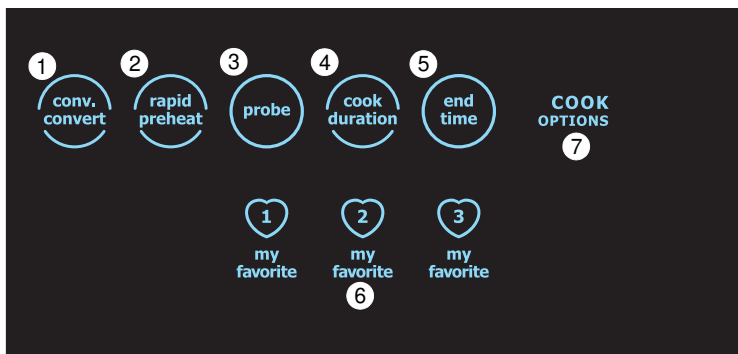 1
2
3
4
5
conv.
convert
rapid
preheat
probe
cook
duration
end
time
COOK
OPTIONS
7
1
my
favorite
2
my
favorite
6
3
my
favorite